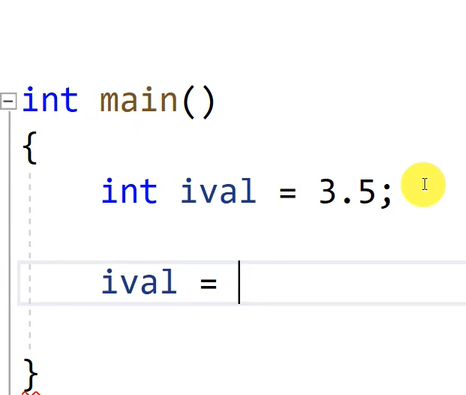 int main()
{
int ival = 3.5;
ival =
}